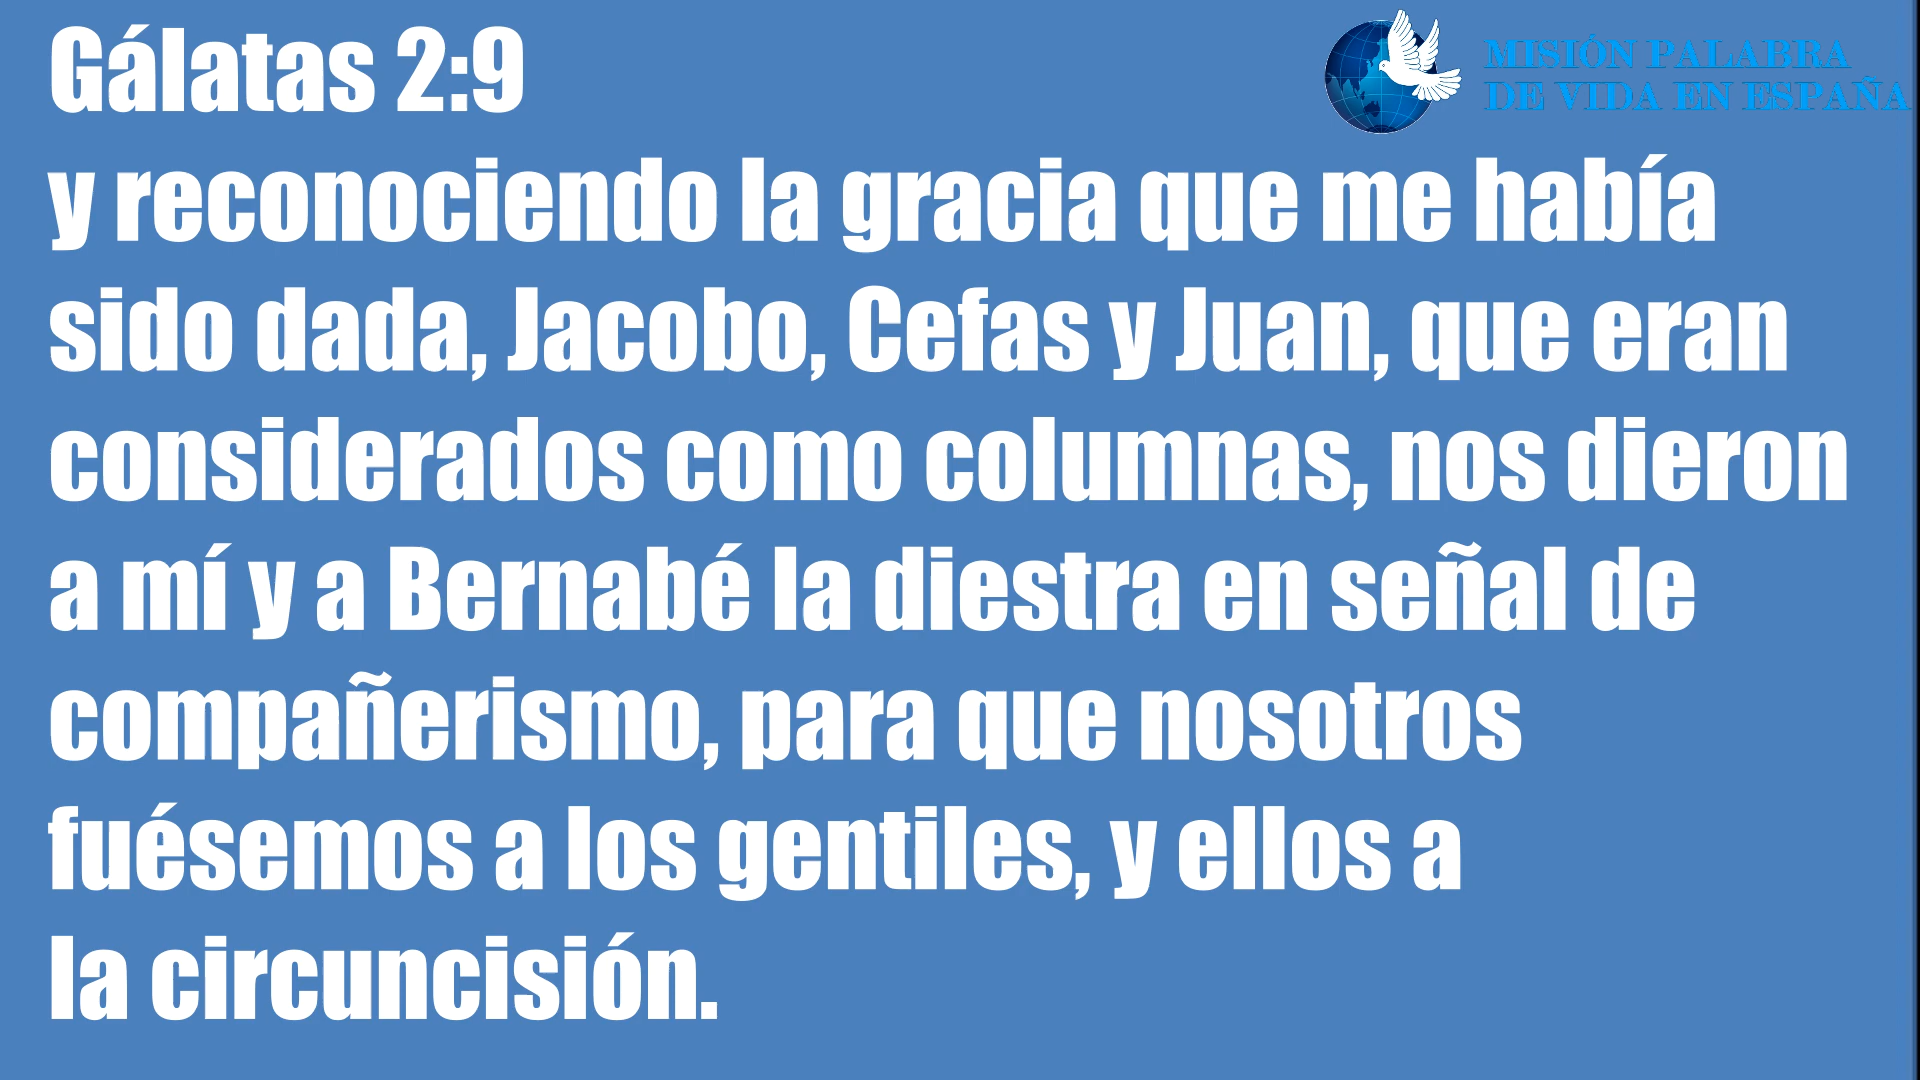 Gálatas 2:9
MISIÓN PALABRA
DE VIDA EN ESPAÑA
y reconociendo la gracia que me había
sido dada, Jacobo, Cefas y Juan, que eran
considerados como columnas, nos dieron
a mí y a Bernabé la diestra en señal de
compañerismo, para que nosotros
fuésemos a los gentiles, y ellos a
la circuncisión.